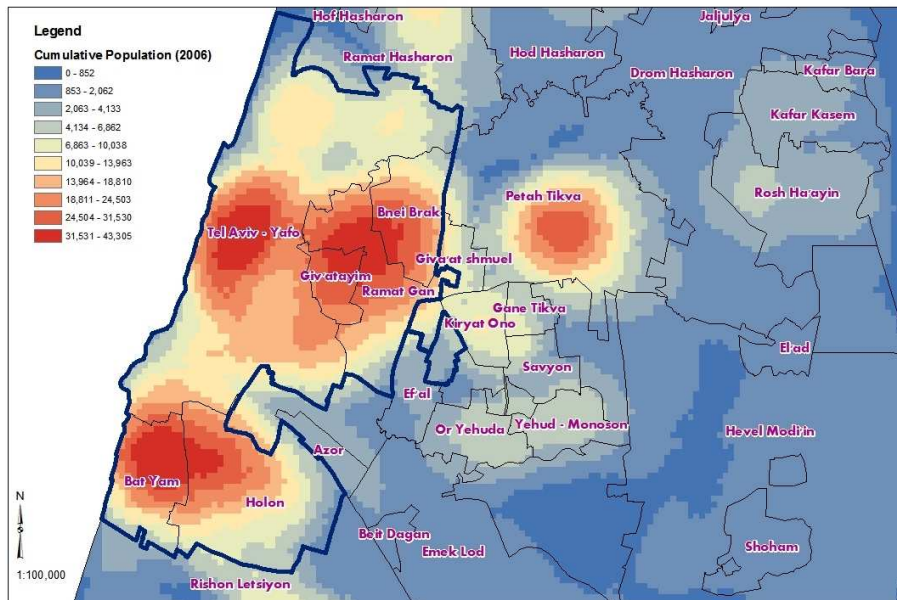 Legend
Cumulative Population (2006)
0 - 852
853 - 2,062
2,063 - 4,133
4,134 - 6,862
6,863 - 10,038
10,039 - 13,963
13,964 - 18,810
18,811 - 24,503
24,504 - 31,530
31,531 - 43,305
Hof Hasharon
Jaljulya
Ramat Hasharon
Hod Hasharon
Drom Hasharon
Kafar Bara
Kafar Kasem
Petah Tikva
Rosh Ha'ayin
Bnei Brak
Tel Aviv - Yafo
Giva'at shmuel
Giv'atayim
Ramat Gan
Gane Tikva
Kiryat Ono
El'ad
Savyon
Ef'al
Or Yehuda
Yehud - Monoson
Hevel Modi'in
Azor
Bat Yam
Holon
Beit Dagan
Emek Lod
Shoham
Rishon Letsiyon
N
S
1:100,000